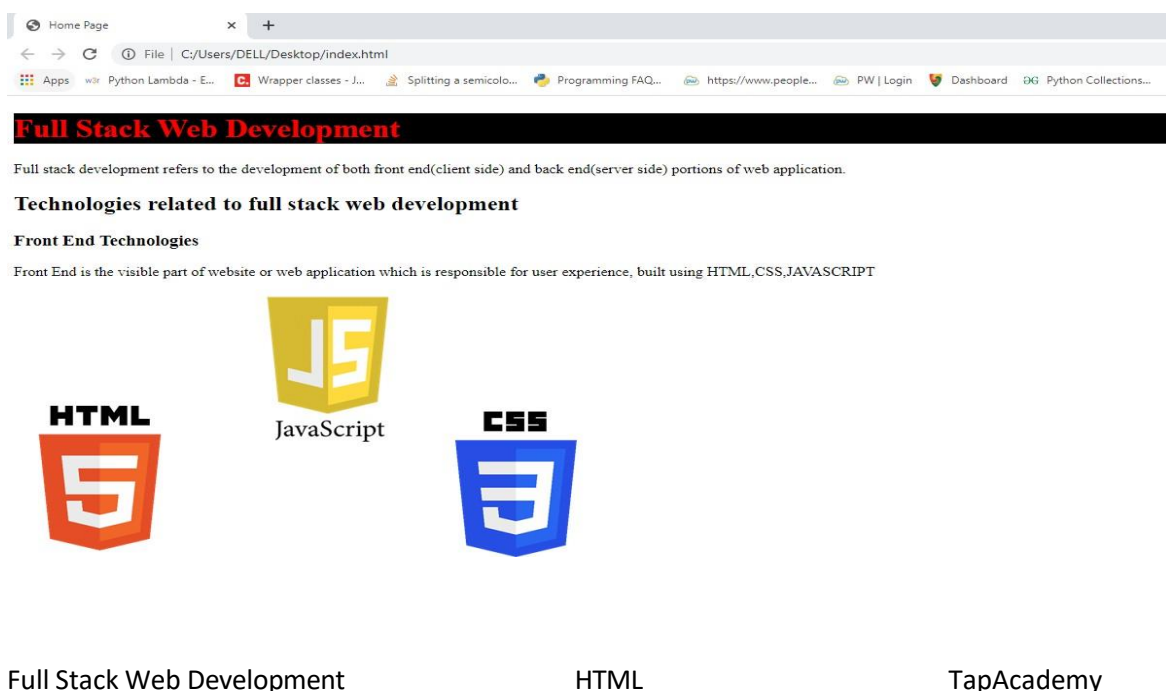 Home Page
File | C:/Users/DELL/Desktop/index.html
Apps w3r Python Lambda - E... C. Wrapper classes - J... Splitting a semicolo... Programming FAQ... https://www.people... PW | Login Dashboard Python Collections...
Full Stack Web Development
Full stack development refers to the development of both front end(client side) and back end(server side) portions of web application.
Technologies related to full stack web development
Front End Technologies
Front End is the visible part of website or web application which is responsible for user experience, built using HTML,CSS,JAVASCRIPT
JS
JavaScript
HTML
5
CSS
3
Full Stack Web Development HTML TapAcademy